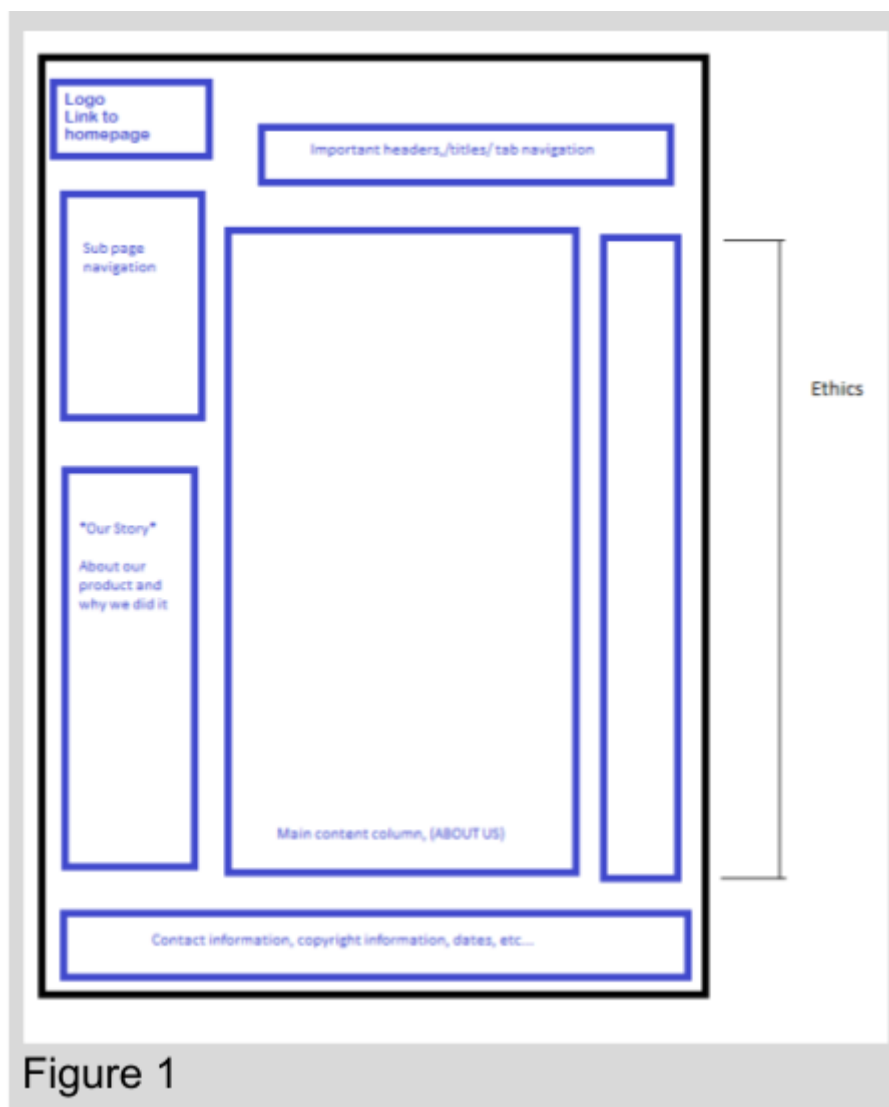 Logo
Link to
homepage
Important headers,/titles/ tab navigation
Sub page
navigation
Ethics
*Our Story*
About our
product and
why we did it
Main content column, (ABOUT US)
Contact information, copyright information, dates, etc...
Figure 1